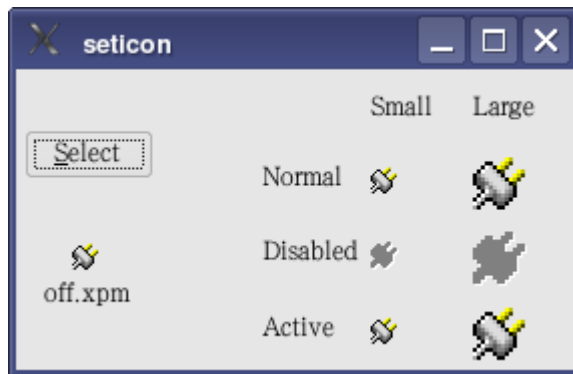 seticon
Small Large
Select
Normal
Disabled
off.xpm
Active